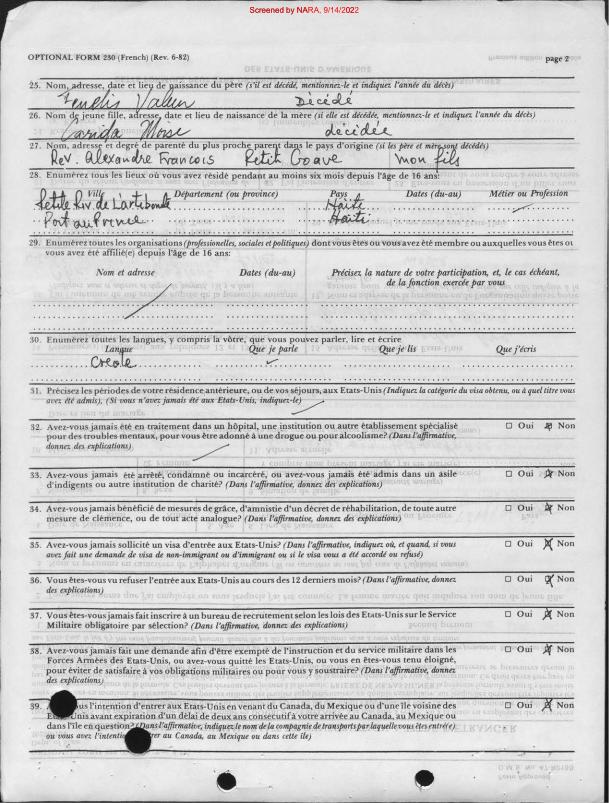 Screened by NARA, 9/14/2022
OPTIONAL FORM 230 (French) (Rev. 6-82)
page 2
25. Nom, adresse, date et lieu de naissance du père (s'il est décédé, mentionnez-le et indiquez l'année du décès)
Décédé
26. Nom de jeune fille, adresse, date et lieu de naissance de la mère (si elle est décédée, mentionnez-le et indiquez l'année du décès)
décédée
27. Nom, adresse et degré de parenté du plus proche parent dans le pays d'origine (si les père et mère sont décédés)
Rev. Alexandre Francois Petit Goave mon fils
28. Enumérez tous les lieux où vous avez résidé pendant au moins six mois depuis l'âge de 16 ans:
Ville Département (ou province) Pays Dates (du-au) Métier ou Profession
Petite Riv. de L'artibonite Haïti
Port au Prince Haïti
29. Enumérez toutes les organisations (professionelles, sociales et politiques) dont vous êtes ou vous avez été membre ou auxquelles vous êtes ou
vous avez été affilié(e) depuis l'âge de 16 ans:
Nom et adresse Dates (du-au) Précisez la nature de votre participation, et, le cas échéant,
de la fonction exercée par vous
30. Enumérez toutes les langues, y compris la vôtre, que vous pouvez parler, lire et écrire
Langue Que je parle Que je lis Que j'écris
Creole ✓
31. Précisez les périodes de votre résidence antérieure, ou de vos séjours, aux Etats-Unis (Indiquez la catégorie du visa obtenu, ou à quel titre vous
avez été admis); (Si vous n'avez jamais été aux Etats-Unis, indiquez-le)
32. Avez-vous jamais été en traitement dans un hôpital, une institution ou autre établissement spécialisé
pour des troubles mentaux, pour vous être adonné à une drogue ou pour alcoolisme? (Dans l'affirmative,
donnez des explications)
☐ Oui ☒ Non
33. Avez-vous jamais été arrêté, condamné ou incarcéré, ou avez-vous jamais été admis dans un asile
d'indigents ou autre institution de charité? (Dans l'affirmative, donnez des explications)
☐ Oui ☒ Non
34. Avez-vous jamais bénéficié de mesures de grâce, d'amnistie d'un décret de réhabilitation, de toute autre
mesure de clémence, ou de tout acte analogue? (Dans l'affirmative, donnez des explications)
☐ Oui ☒ Non
35. Avez-vous jamais sollicité un visa d'entrée aux Etats-Unis? (Dans l'affirmative, indiquez où, et quand, si vous
avez fait une demande de visa de non-immigrant ou d'immigrant ou si le visa vous a été accordé ou refusé)
☐ Oui ☒ Non
36. Vous êtes-vous vu refuser l'entrée aux Etats-Unis au cours des 12 derniers mois? (Dans l'affirmative, donnez
des explications)
☐ Oui ☒ Non
37. Vous êtes-vous jamais fait inscrire à un bureau de recrutement selon les lois des Etats-Unis sur le Service
Militaire obligatoire par sélection? (Dans l'affirmative, donnez des explications)
☐ Oui ☒ Non
38. Avez-vous jamais fait une demande afin d'être exempté de l'instruction et du service militaire dans les
Forces Armées des Etats-Unis, ou avez-vous quitté les Etats-Unis, ou vous en êtes-vous tenu éloigné,
pour éviter de satisfaire à vos obligations militaires ou pour vous y soustraire? (Dans l'affirmative, donnez des
explications)
☐ Oui ☒ Non
39. l'intention d'entrer aux Etats-Unis en venant du Canada, du Mexique ou d'une île voisine des
avant expiration d'un délai de deux ans consécutif à votre arrivée au Canada, au Mexique ou
dans l'île en question? (Dans l'affirmative, indiquez le nom de la compagnie de transports par laquelle vous êtes entré(e)
ou vous avez l'intention au Canada, au Mexique ou dans cette île)
☐ Oui ☒ Non